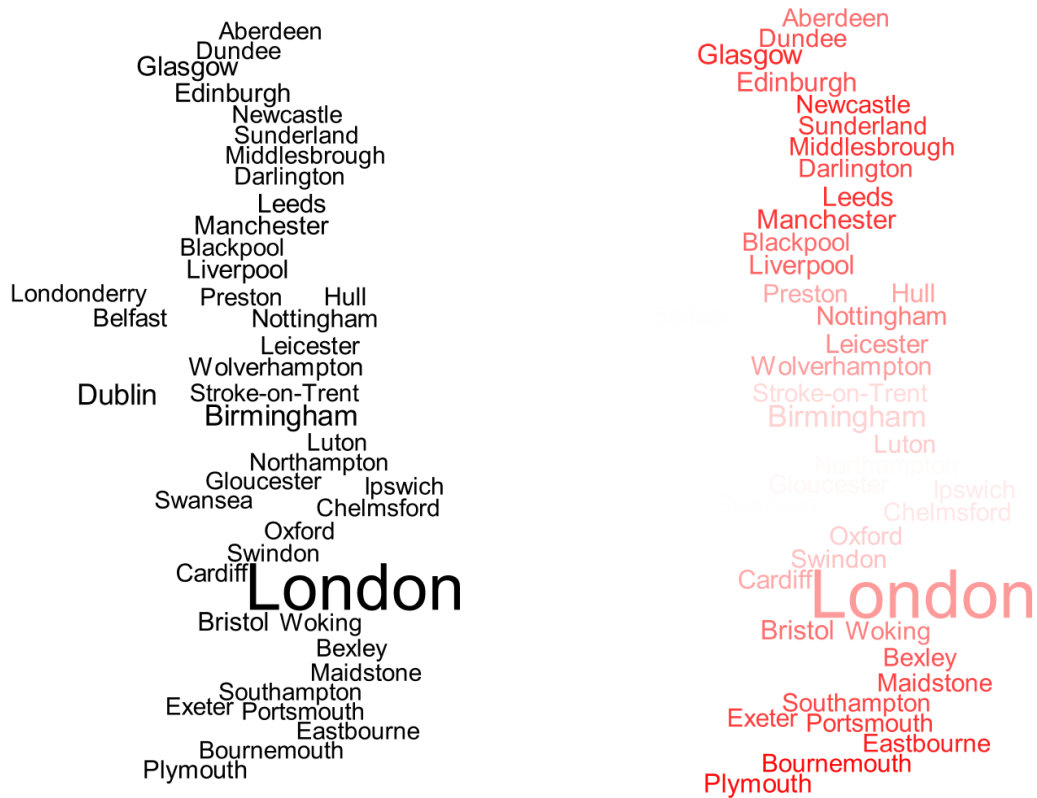 Aberdeen
Dundee
Glasgow
Edinburgh
Newcastle
Sunderland
Middlesbrough
Darlington
Leeds
Manchester
Blackpool
Liverpool
Londonderry Preston Hull
Belfast Nottingham
Leicester
Wolverhampton
Dublin Stroke-on-Trent
Birmingham
Luton
Northampton
Gloucester Ipswich
Swansea Chelmsford
Oxford
Swindon
Cardiff London
Bristol Woking
Bexley
Maidstone
Southampton
Exeter Portsmouth
Eastbourne
Bournemouth
Plymouth
Aberdeen
Dundee
Glasgow
Edinburgh
Newcastle
Sunderland
Middlesbrough
Darlington
Leeds
Manchester
Blackpool
Liverpool
Preston Hull
Nottingham
Leicester
Wolverhampton
Stroke-on-Trent
Birmingham
Luton
Northampton
Gloucester Ipswich
Chelmsford
Oxford
Swindon
Cardiff London
Bristol Woking
Bexley
Maidstone
Southampton
Exeter Portsmouth
Eastbourne
Bournemouth
Plymouth